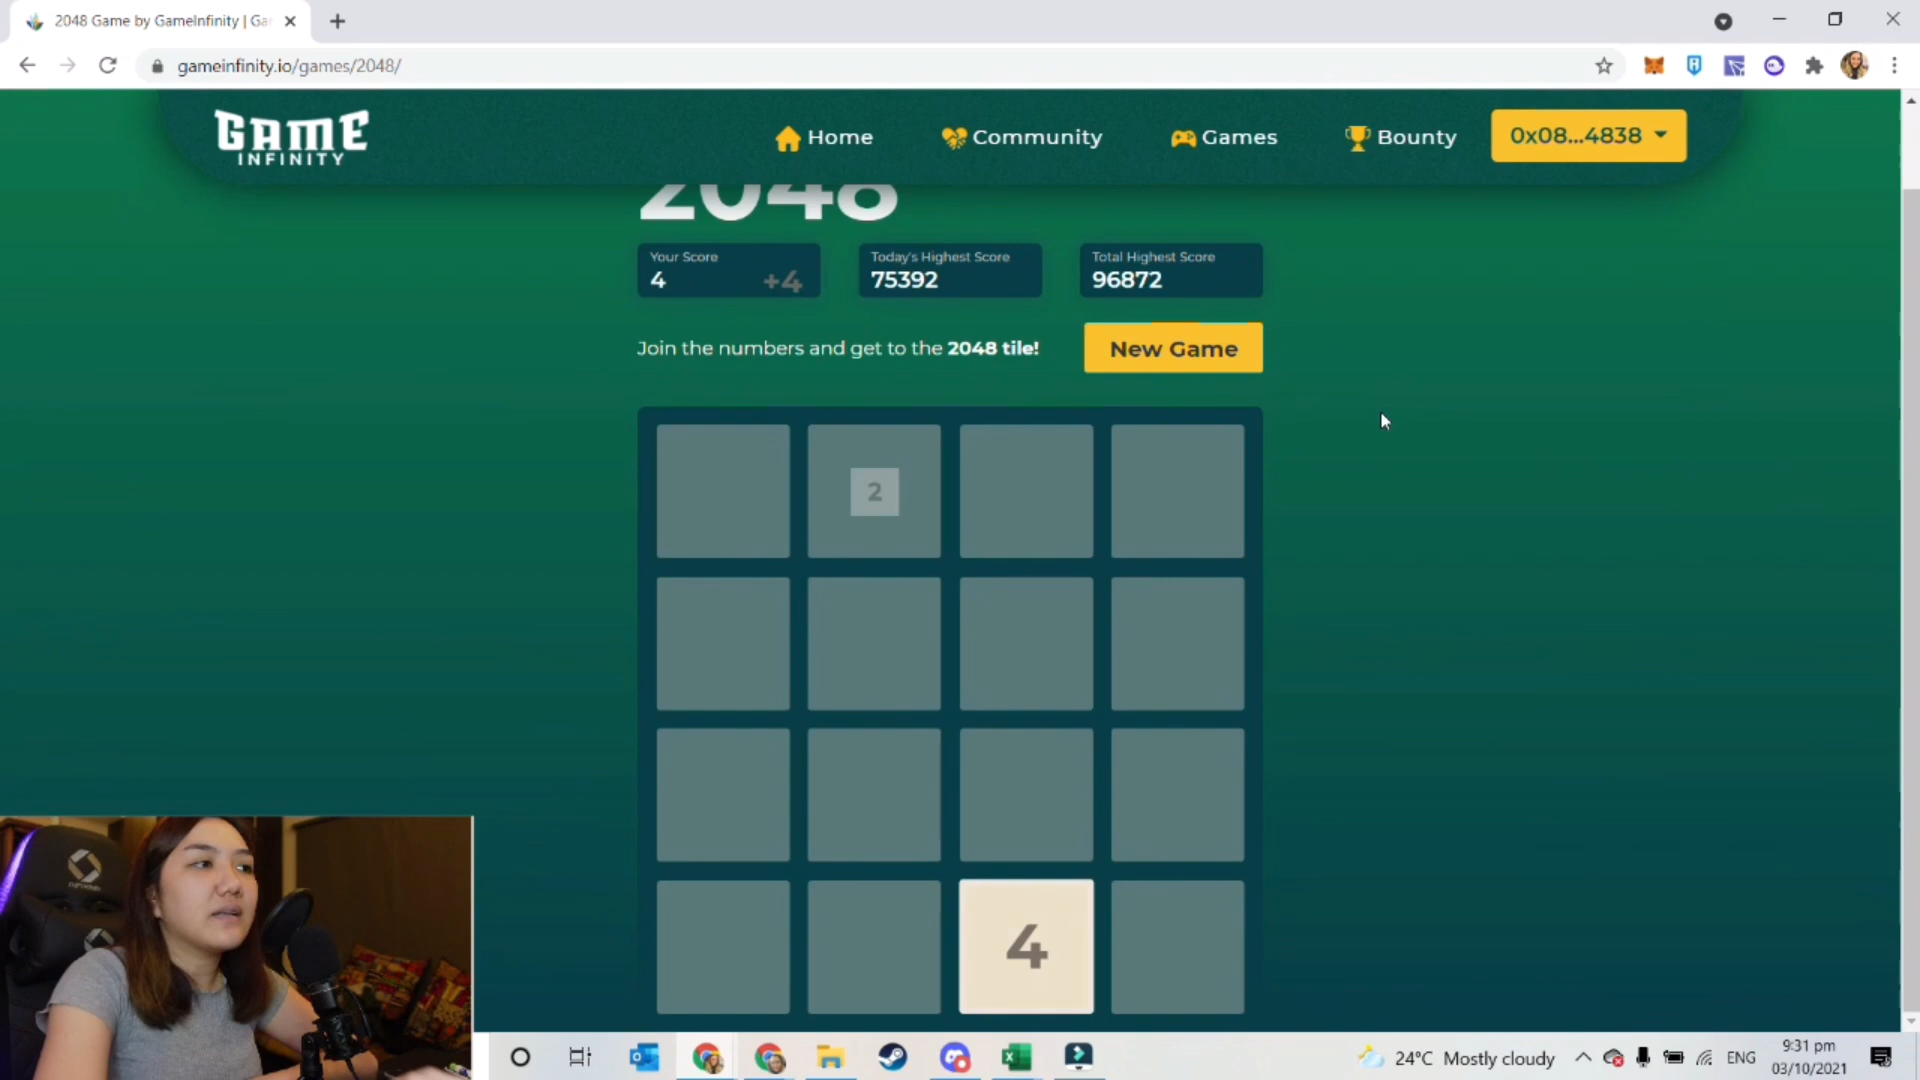 2048 Game by GameInfinity | Ga
gameinfinity.io/games/2048/
GAME
INFINITY
Home
Community
Games
Bounty
0x08...4838
2048
Your Score
4
+4
Today's Highest Score
75392
Total Highest Score
96872
Join the numbers and get to the 2048 tile!
New Game
2
4
24°C Mostly cloudy
ENG
9:31 pm
03/10/2021